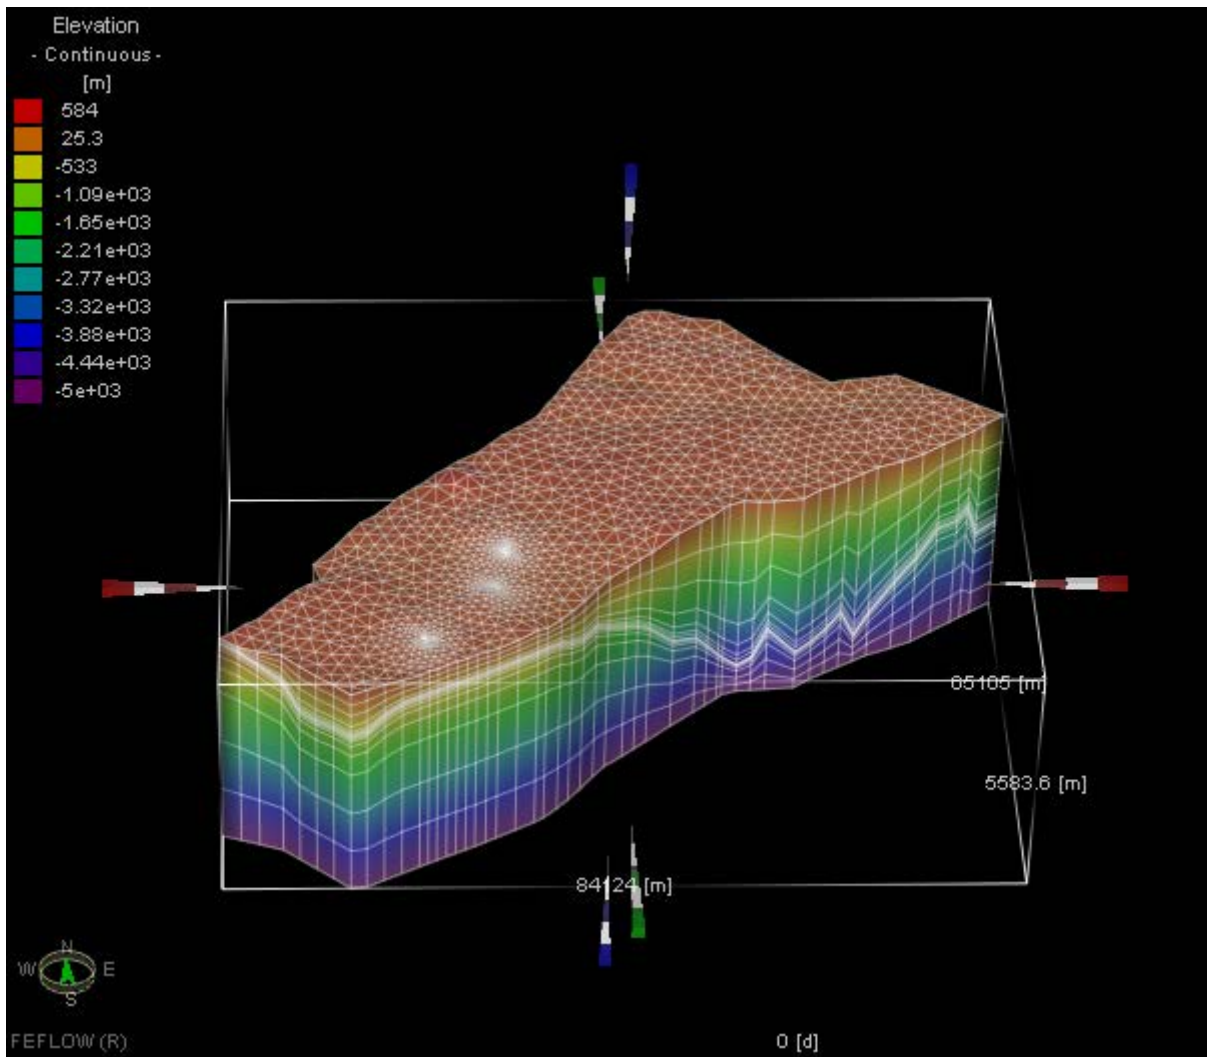 Elevation
- Continuous -
[m]
584
25.3
-533
-1.09e+03
-1.65e+03
-2.21e+03
-2.77e+03
-3.32e+03
-3.88e+03
-4.44e+03
-5e+03
65105 [m]
5583.6 [m]
84124 [m]
N
W E
S
FEFLOW (R)
0 [d]